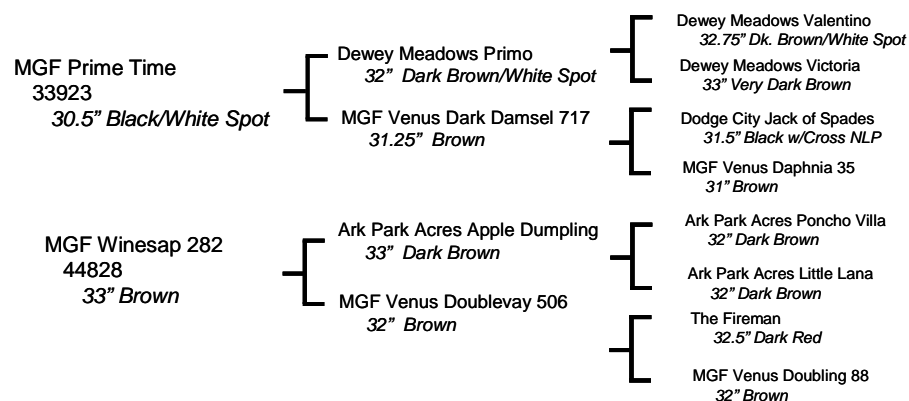 MGF Prime Time
33923
30.5” Black/White Spot
Dewey Meadows Primo
32” Dark Brown/White Spot
MGF Venus Dark Damsel 717
31.25” Brown
Dewey Meadows Valentino
32.75” Dk. Brown/White Spot
Dewey Meadows Victoria
33” Very Dark Brown
Dodge City Jack of Spades
31.5” Black w/Cross NLP
MGF Venus Daphnia 35
31” Brown
MGF Winesap 282
44828
33” Brown
Ark Park Acres Apple Dumpling
33” Dark Brown
MGF Venus Doublevay 506
32” Brown
Ark Park Acres Poncho Villa
32” Dark Brown
Ark Park Acres Little Lana
32” Dark Brown
The Fireman
32.5” Dark Red
MGF Venus Doubling 88
32” Brown